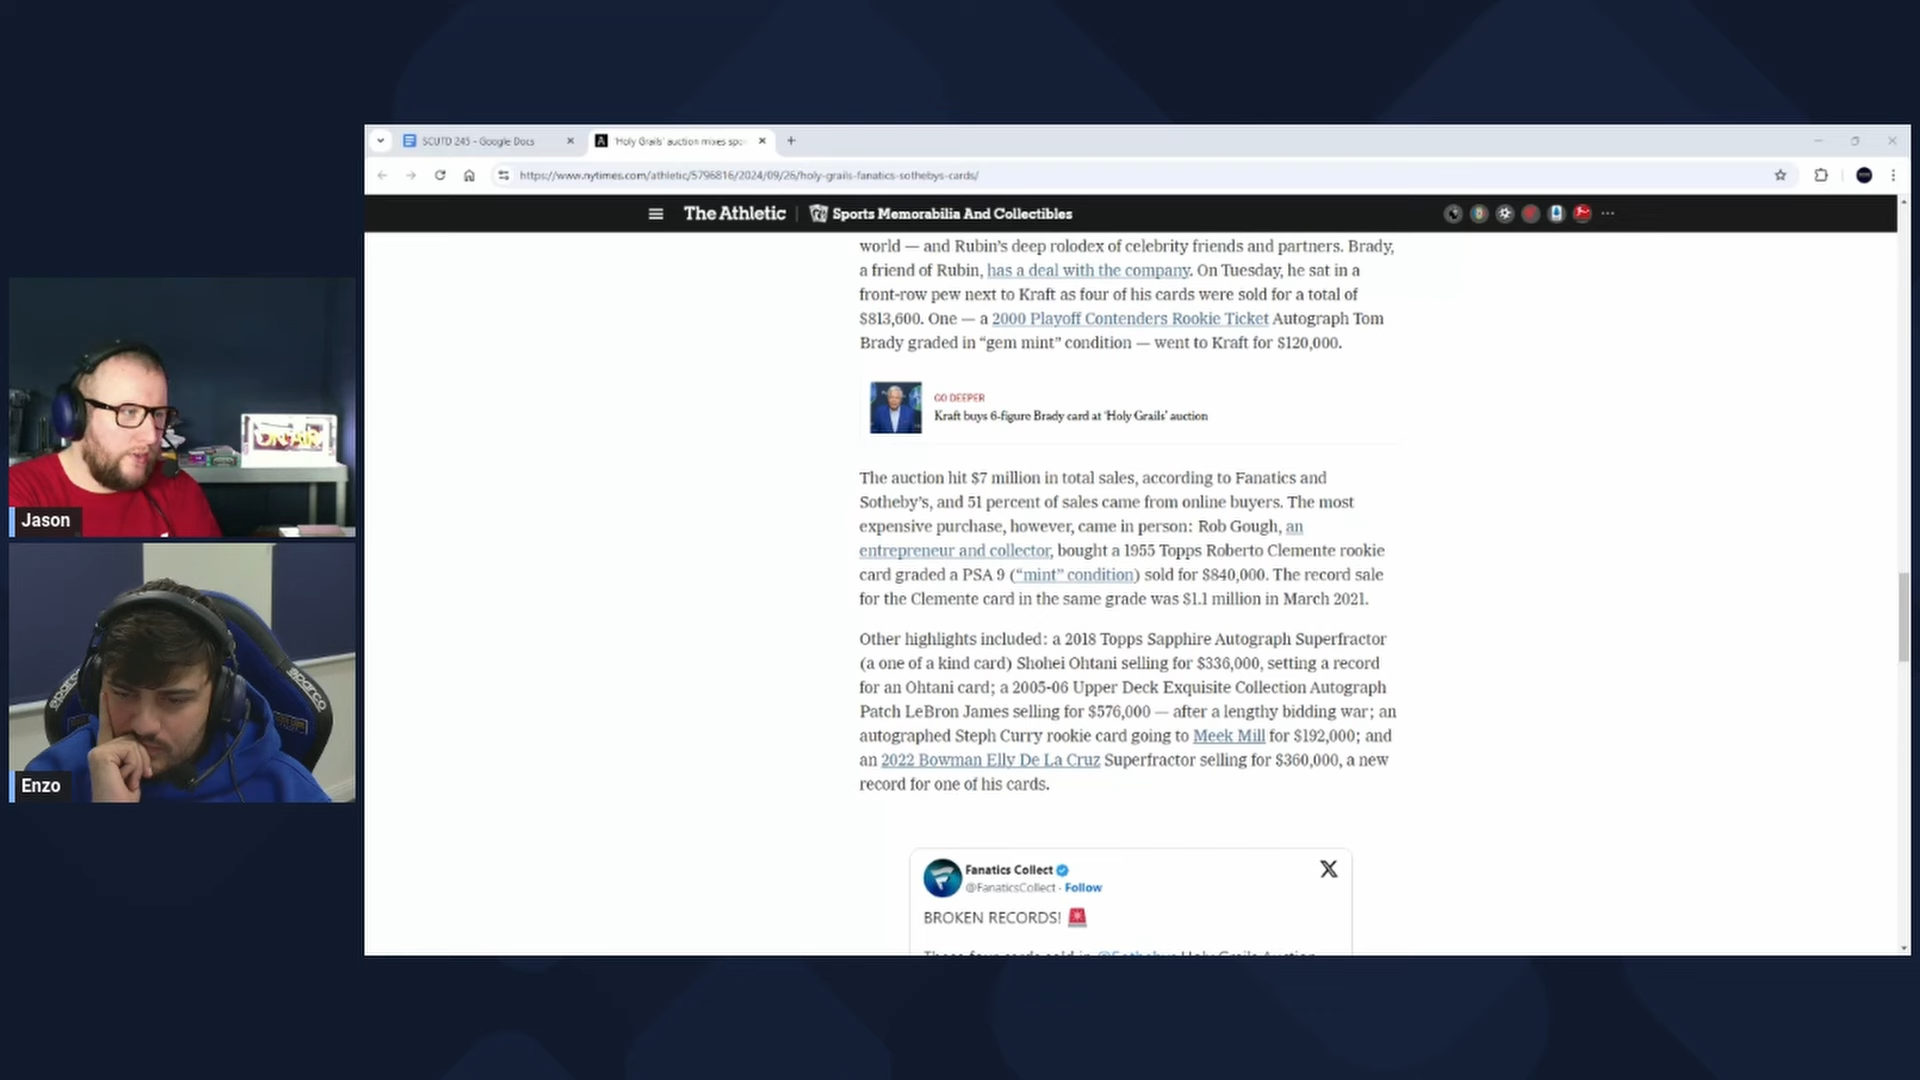 SCUTD 245 - Google Docs
'Holy Grails' auction mixes spo
https://www.nytimes.com/athletic/5796816/2024/09/26/holy-grails-fanatics-sothebys-cards/
The Athletic
Sports Memorabilia And Collectibles
world — and Rubin's deep rolodex of celebrity friends and partners. Brady,
a friend of Rubin, has a deal with the company. On Tuesday, he sat in a
front-row pew next to Kraft as four of his cards were sold for a total of
$813,600. One — a 2000 Playoff Contenders Rookie Ticket Autograph Tom
Brady graded in “gem mint” condition — went to Kraft for $120,000.
GO DEEPER
Kraft buys 6-figure Brady card at 'Holy Grails' auction
The auction hit $7 million in total sales, according to Fanatics and
Sotheby's, and 51 percent of sales came from online buyers. The most
expensive purchase, however, came in person: Rob Gough, an
entrepreneur and collector, bought a 1955 Topps Roberto Clemente rookie
card graded a PSA 9 (“mint” condition) sold for $840,000. The record sale
for the Clemente card in the same grade was $1.1 million in March 2021.
Other highlights included: a 2018 Topps Sapphire Autograph Superfractor
(a one of a kind card) Shohei Ohtani selling for $336,000, setting a record
for an Ohtani card; a 2005-06 Upper Deck Exquisite Collection Autograph
Patch LeBron James selling for $576,000 — after a lengthy bidding war; an
autographed Steph Curry rookie card going to Meek Mill for $192,000; and
an 2022 Bowman Elly De La Cruz Superfractor selling for $360,000, a new
record for one of his cards.
Fanatics Collect
@FanaticsCollect · Follow
BROKEN RECORDS!
These four cards sold in @Sothebys Holy Grails Auction
ON AIR
Jason
sparco
sparco
Enzo